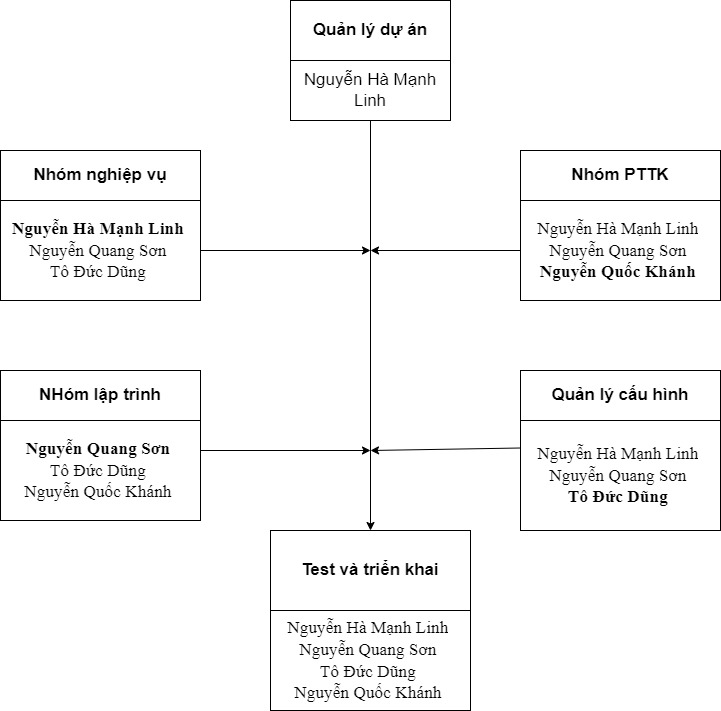 Quản lý dự án
Nguyễn Hà Mạnh
Linh
Nhóm nghiệp vụ
Nguyễn Hà Mạnh Linh
Nguyễn Quang Sơn
Tô Đức Dũng
Nhóm PTTK
Nguyễn Hà Mạnh Linh
Nguyễn Quang Sơn
Nguyễn Quốc Khánh
NHóm lập trình
Nguyễn Quang Sơn
Tô Đức Dũng
Nguyễn Quốc Khánh
Quản lý cấu hình
Nguyễn Hà Mạnh Linh
Nguyễn Quang Sơn
Tô Đức Dũng
Test và triển khai
Nguyễn Hà Mạnh Linh
Nguyễn Quang Sơn
Tô Đức Dũng
Nguyễn Quốc Khánh